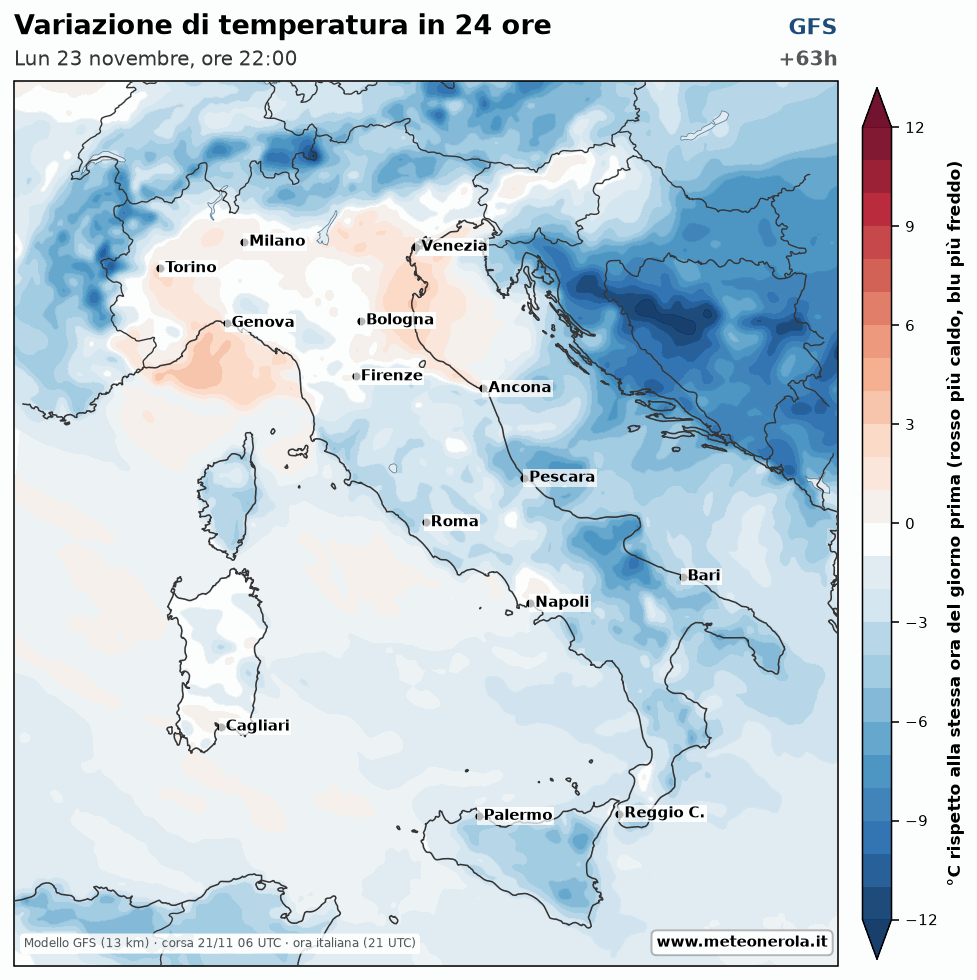 Variazione di temperatura in 24 ore
GFS
Lun 23 novembre, ore 22:00
+63h
Milano
Venezia
Torino
Genova
Bologna
Firenze
Ancona
Pescara
Roma
Bari
Napoli
Cagliari
Palermo
Reggio C.
12
9
6
3
0
−3
−6
−9
−12
°C rispetto alla stessa ora del giorno prima (rosso più caldo, blu più freddo)
Modello GFS (13 km) · corsa 21/11 06 UTC · ora italiana (21 UTC)
www.meteonerola.it